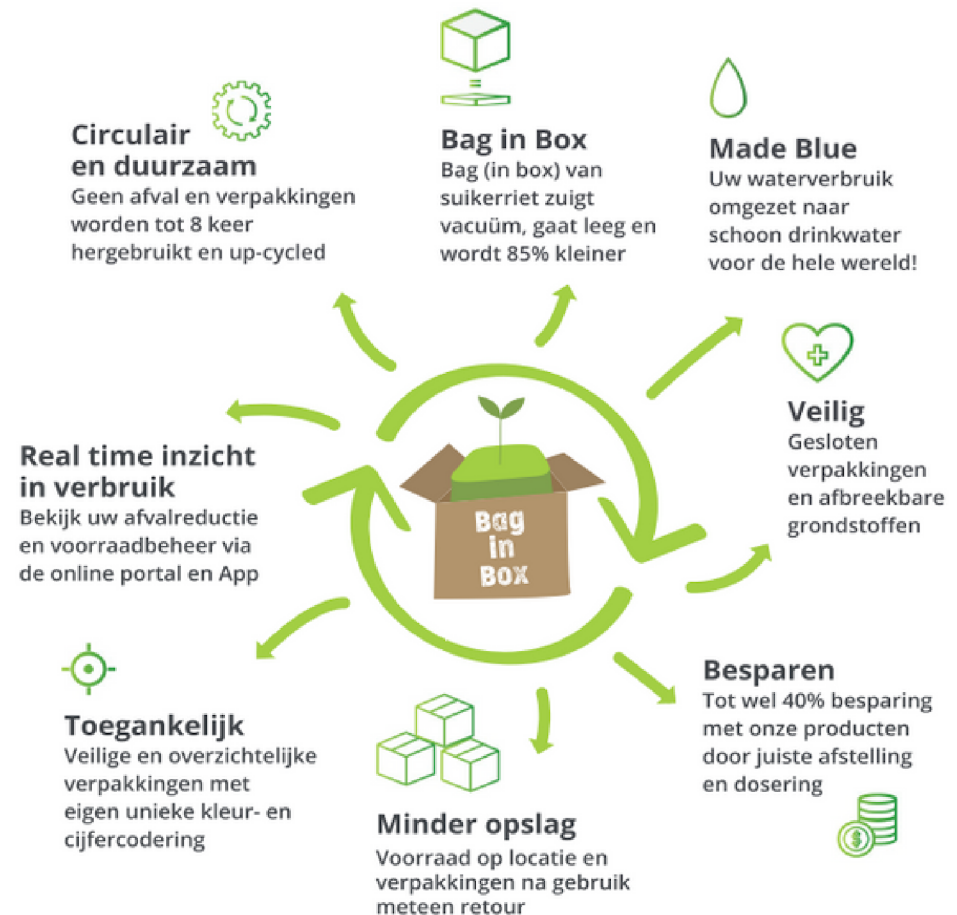 Circulair
en duurzaam
Geen afval en verpakkingen
worden tot 8 keer
hergebruikt en up-cycled
Bag in Box
Bag (in box) van
suikerriet zuigt
vacuüm, gaat leeg en
wordt 85% kleiner
Made Blue
Uw waterverbruik
omgezet naar
schoon drinkwater
voor de hele wereld!
Veilig
Gesloten
verpakkingen
en afbreekbare
grondstoffen
Real time inzicht
in verbruik
Bekijk uw afvalreductie
en voorraadbeheer via
de online portal en App
Bag
in
Box
Besparen
Tot wel 40% besparing
met onze producten
door juiste afstelling
en dosering
Toegankelijk
Veilige en overzichtelijke
verpakkingen met
eigen unieke kleur- en
cijfercodering
Minder opslag
Voorraad op locatie en
verpakkingen na gebruik
meteen retour